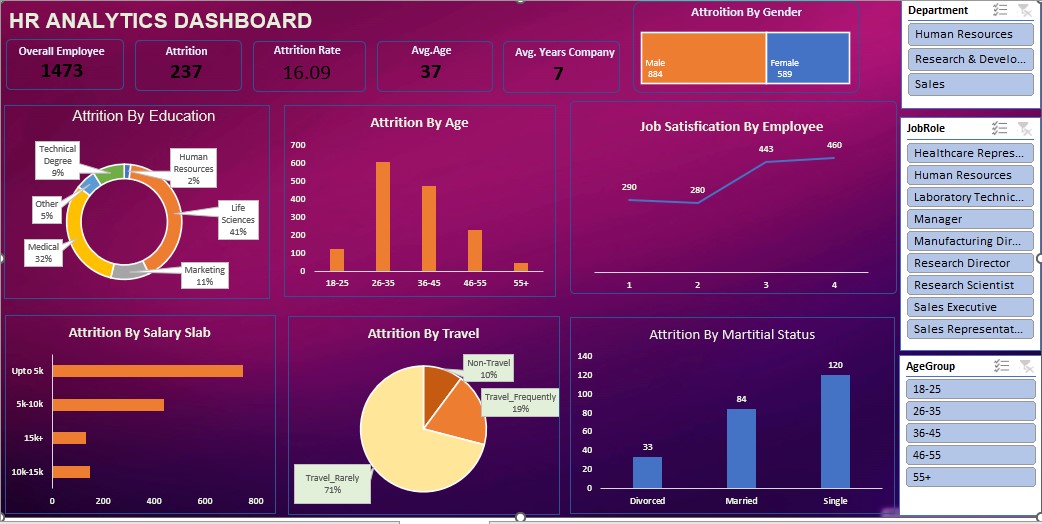 HR ANALYTICS DASHBOARD
Overall Employee
1473
Attrition
237
Attrition Rate
16.09
Avg.Age
37
Avg. Years Company
7
Attroition By Gender
Male
884
Female
589
Department
Human Resources
Research & Develo...
Sales
Attrition By Education
Technical
Degree
9%
Human
Resources
2%
Other
5%
Life
Sciences
41%
Medical
32%
Marketing
11%
Attrition By Age
700
600
500
400
300
200
100
0
18-25
26-35
36-45
46-55
55+
Job Satisfication By Employee
290
280
443
460
1
2
3
4
JobRole
Healthcare Repres...
Human Resources
Laboratory Technic...
Manager
Manufacturing Dir...
Research Director
Research Scientist
Sales Executive
Sales Representat...
Attrition By Salary Slab
Upto 5k
5k-10k
15k+
10k-15k
0
200
400
600
800
Attrition By Travel
Non-Travel
10%
Travel_Frequently
19%
Travel_Rarely
71%
Attrition By Martitial Status
140
120
100
80
60
40
20
0
33
84
120
Divorced
Married
Single
AgeGroup
18-25
26-35
36-45
46-55
55+